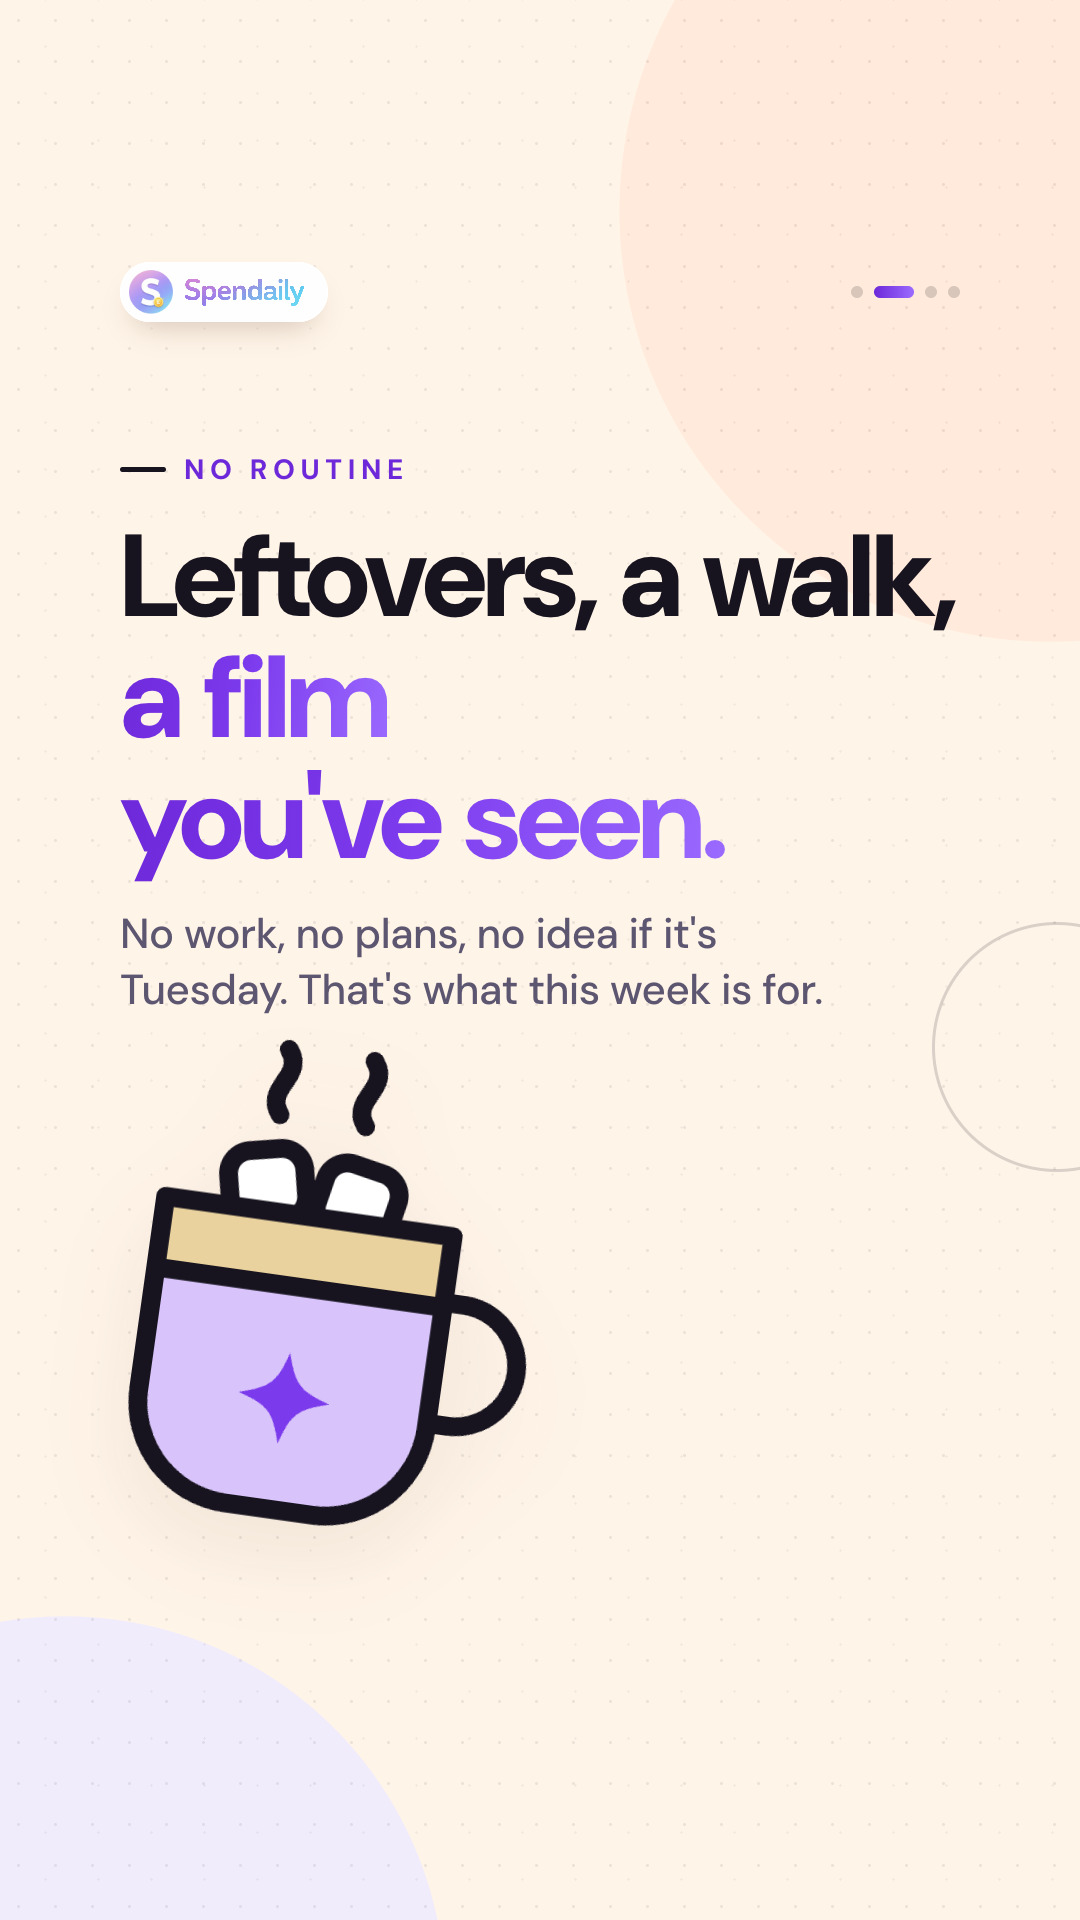 Spendaily
NO ROUTINE
Leftovers, a walk,
a film
you've seen.
No work, no plans, no idea if it's
Tuesday. That's what this week is for.